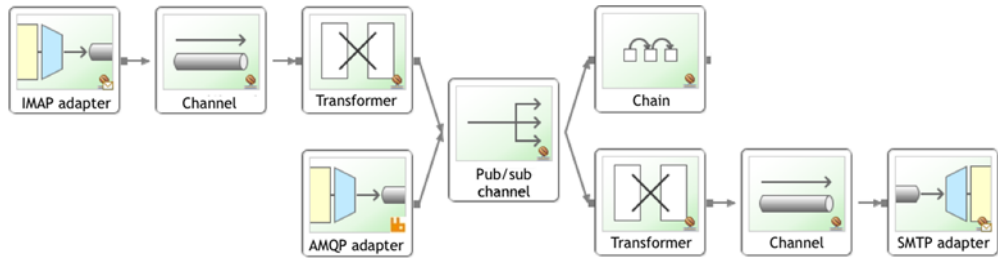 IMAP adapter
Channel
Transformer
Chain
Pub/sub
channel
AMQP adapter
Transformer
Channel
SMTP adapter